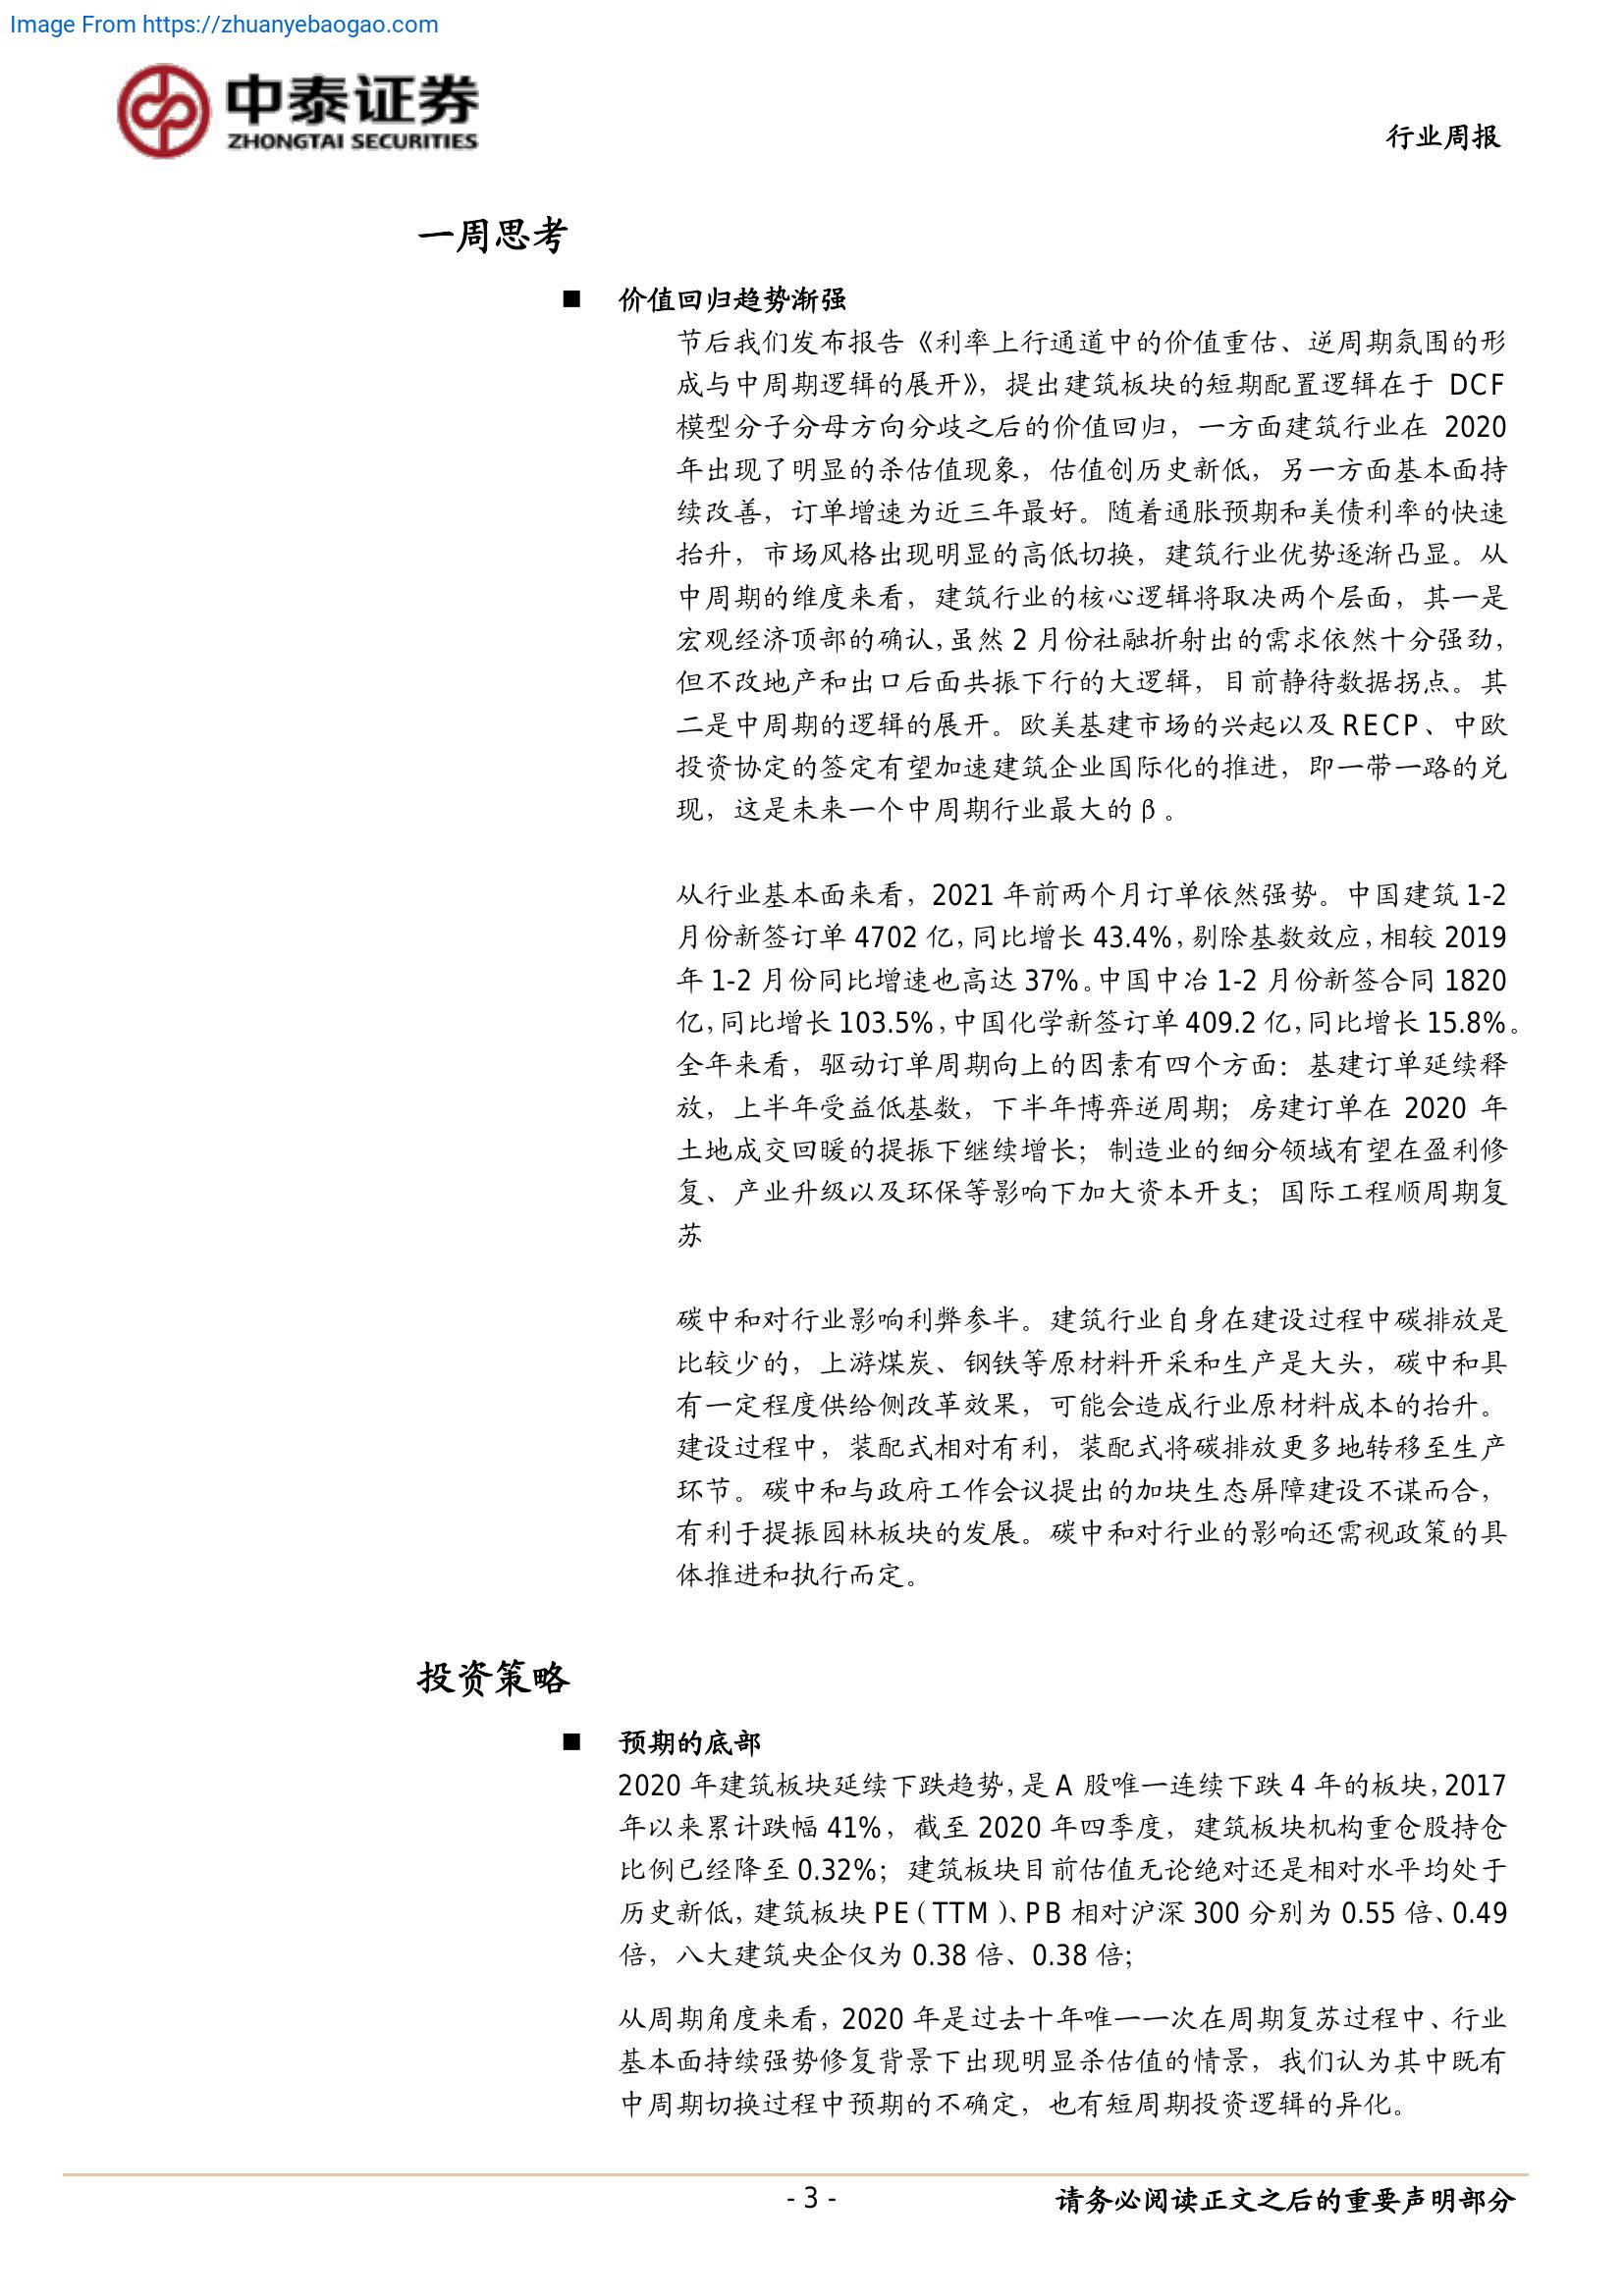 Image From https://zhuanyebaogao.com
中泰证券
ZHONGTAI SECURITIES
行业周报
一周思考
■ 价值回归趋势渐强
节后我们发布报告《利率上行通道中的价值重估、逆周期氛围的形
成与中周期逻辑的展开》，提出建筑板块的短期配置逻辑在于 DCF
模型分子分母方向分歧之后的价值回归，一方面建筑行业在 2020
年出现了明显的杀估值现象，估值创历史新低，另一方面基本面持
续改善，订单增速为近三年最好。随着通胀预期和美债利率的快速
抬升，市场风格出现明显的高低切换，建筑行业优势逐渐凸显。从
中周期的维度来看，建筑行业的核心逻辑将取决两个层面，其一是
宏观经济顶部的确认，虽然 2 月份社融折射出的需求依然十分强劲，
但不改地产和出口后面共振下行的大逻辑，目前静待数据拐点。其
二是中周期的逻辑的展开。欧美基建市场的兴起以及 RECP、中欧
投资协定的签定有望加速建筑企业国际化的推进，即一带一路的兑
现，这是未来一个中周期行业最大的 β 。
从行业基本面来看，2021 年前两个月订单依然强势。中国建筑 1-2
月份新签订单 4702 亿，同比增长 43.4%，剔除基数效应，相较 2019
年 1-2 月份同比增速也高达 37%。中国中冶 1-2 月份新签合同 1820
亿，同比增长 103.5%，中国化学新签订单 409.2 亿，同比增长 15.8%。
全年来看，驱动订单周期向上的因素有四个方面：基建订单延续释
放，上半年受益低基数，下半年博弈逆周期；房建订单在 2020 年
土地成交回暖的提振下继续增长；制造业的细分领域有望在盈利修
复、产业升级以及环保等影响下加大资本开支；国际工程顺周期复
苏
碳中和对行业影响利弊参半。建筑行业自身在建设过程中碳排放是
比较少的，上游煤炭、钢铁等原材料开采和生产是大头，碳中和具
有一定程度供给侧改革效果，可能会造成行业原材料成本的抬升。
建设过程中，装配式相对有利，装配式将碳排放更多地转移至生产
环节。碳中和与政府工作会议提出的加块生态屏障建设不谋而合，
有利于提振园林板块的发展。碳中和对行业的影响还需视政策的具
体推进和执行而定。
投资策略
■ 预期的底部
2020 年建筑板块延续下跌趋势，是 A 股唯一连续下跌 4 年的板块，2017
年以来累计跌幅 41%，截至 2020 年四季度，建筑板块机构重仓股持仓
比例已经降至 0.32%；建筑板块目前估值无论绝对还是相对水平均处于
历史新低，建筑板块 PE（TTM）、PB 相对沪深 300 分别为 0.55 倍、0.49
倍，八大建筑央企仅为 0.38 倍、0.38 倍；
从周期角度来看，2020 年是过去十年唯一一次在周期复苏过程中、行业
基本面持续强势修复背景下出现明显杀估值的情景，我们认为其中既有
中周期切换过程中预期的不确定，也有短周期投资逻辑的异化。
- 3 -
请务必阅读正文之后的重要声明部分